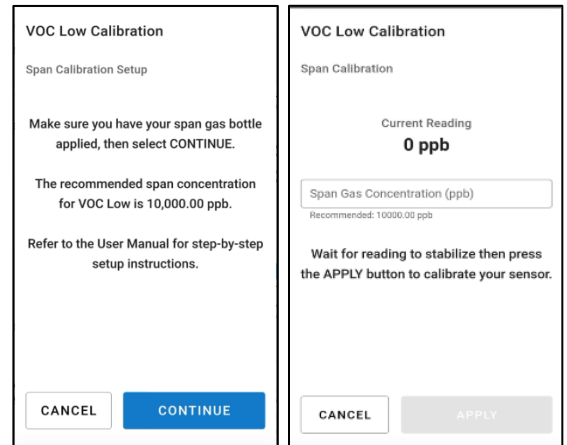 VOC Low Calibration
Span Calibration Setup
Make sure you have your span gas bottle
applied, then select CONTINUE.
The recommended span concentration
for VOC Low is 10,000.00 ppb.
Refer to the User Manual for step-by-step
setup instructions.
CANCEL
CONTINUE
VOC Low Calibration
Span Calibration
Current Reading
0 ppb
Span Gas Concentration (ppb)
Recommended: 10000.00 ppb
Wait for reading to stabilize then press
the APPLY button to calibrate your sensor.
CANCEL
APPLY